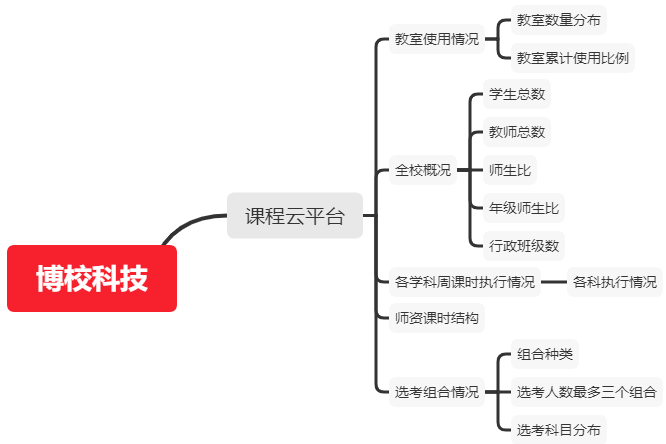 博校科技
课程云平台
教室使用情况
教室数量分布
教室累计使用比例
全校概况
学生总数
教师总数
师生比
年级师生比
行政班级数
各学科周课时执行情况
各科执行情况
师资课时结构
选考组合情况
组合种类
选考人数最多三个组合
选考科目分布